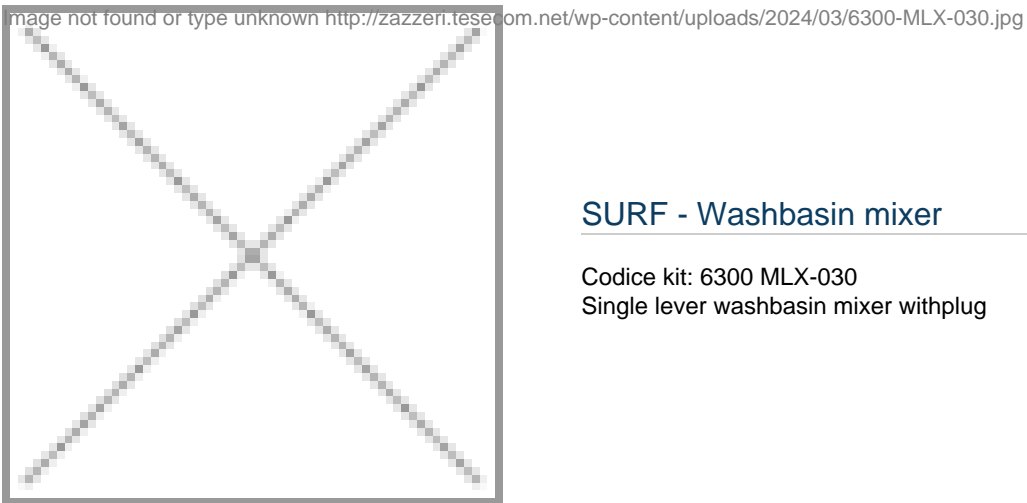 Image not found or type unknown http://zazzeri.tesecom.net/wp-content/uploads/2024/03/6300-MLX-030.jpg
SURF - Washbasin mixer
Codice kit: 6300 MLX-030
Single lever washbasin mixer withplug